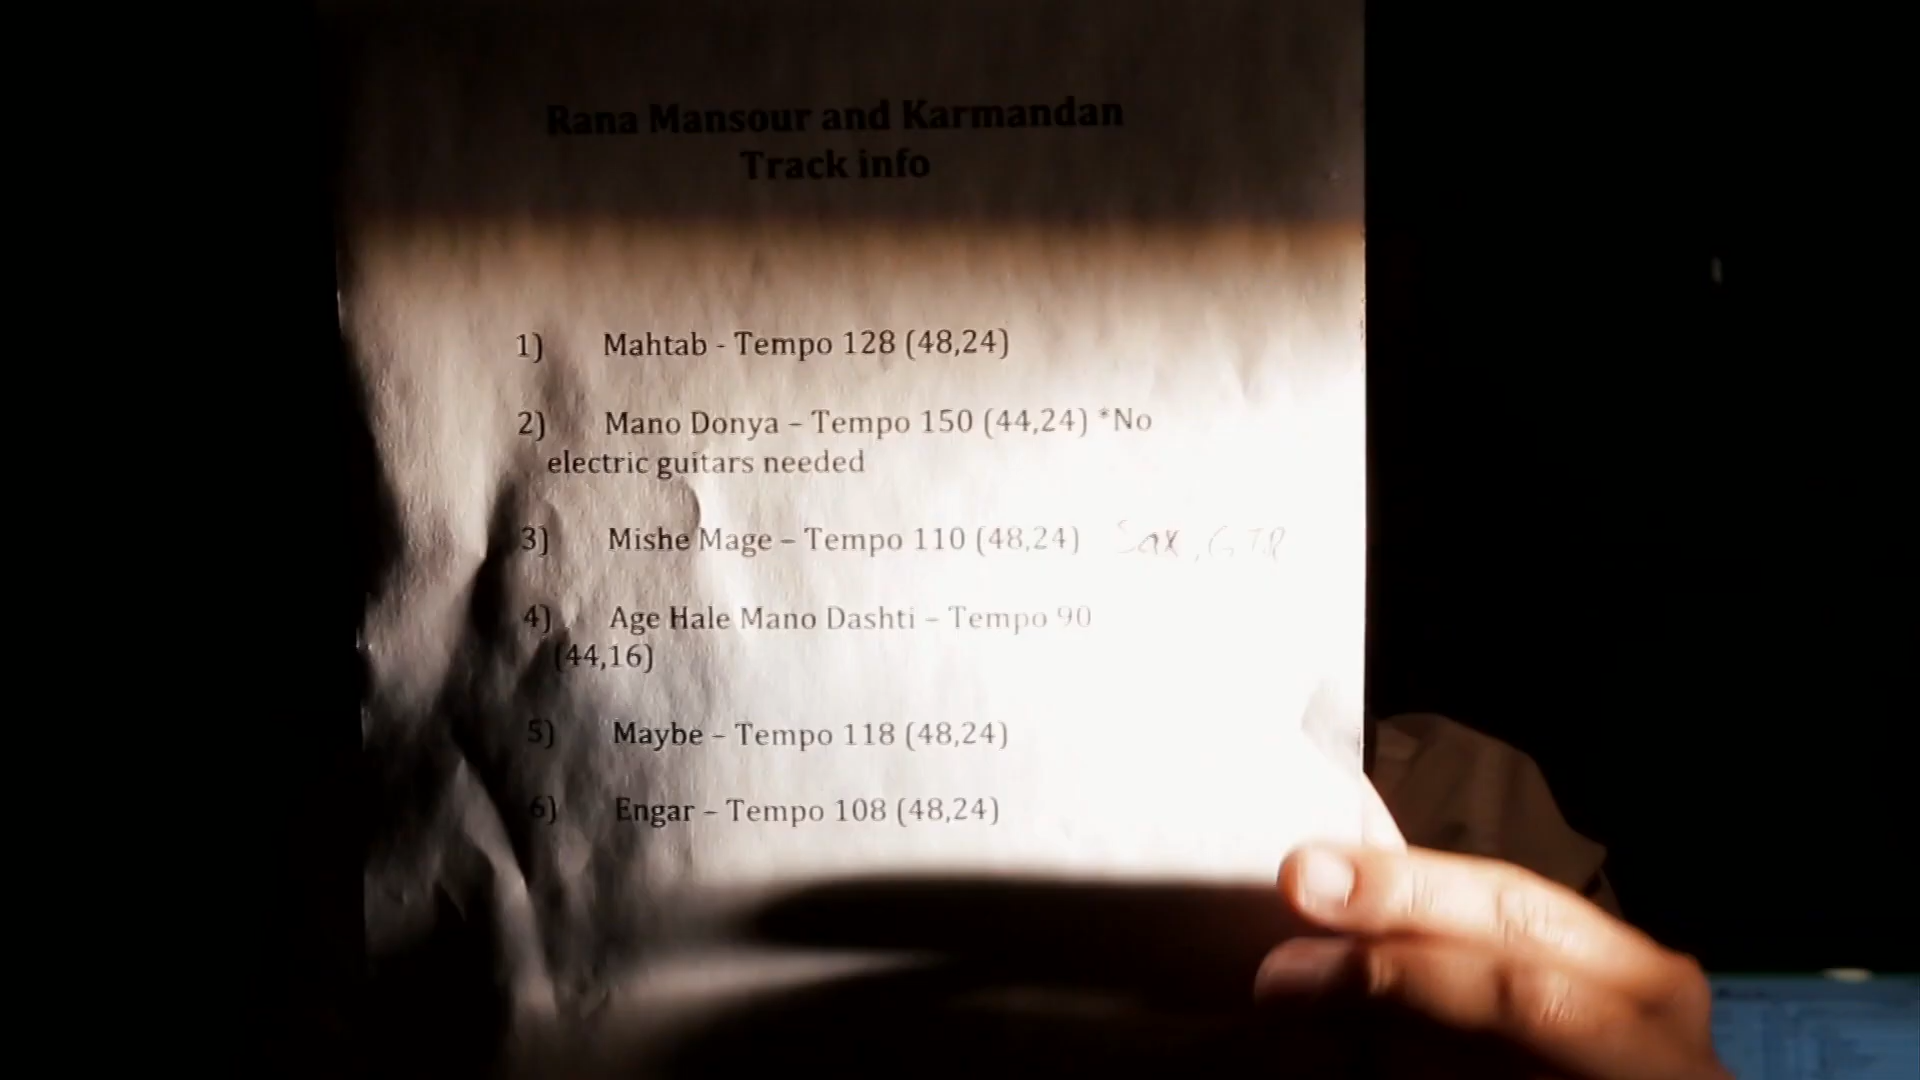 Rana Mansour and Karmandan
Track info
1) Mahtab - Tempo 128 (48,24)
2) Mano Donya – Tempo 150 (44,24) *No
electric guitars needed
3) Mishe Mage – Tempo 110 (48,24) Sax, GTR
4) Age Hale Mano Dashti – Tempo 90
(44,16)
5) Maybe – Tempo 118 (48,24)
6) Engar – Tempo 108 (48,24)